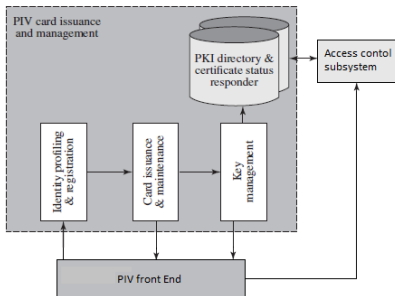 PIV card issuance
and management
PKI directory &
certificate status
responder
Access contol
subsystem
Identity profiling
& registration
Card issuance
& maintenance
Key
management
PIV front End